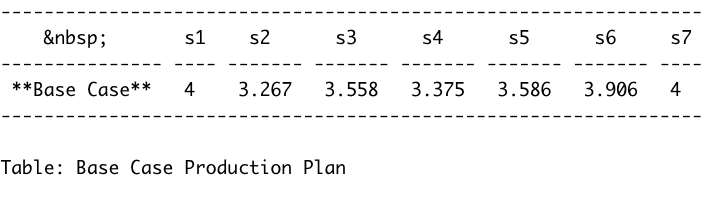 ----------------------------------------------------------------------
    &nbsp;       s1    s2      s3      s4      s5      s6     s7
--------------- ---- ------- ------- ------- ------- ------- ---
 **Base Case**   4    3.267   3.558   3.375   3.586   3.906   4
----------------------------------------------------------------------
Table: Base Case Production Plan